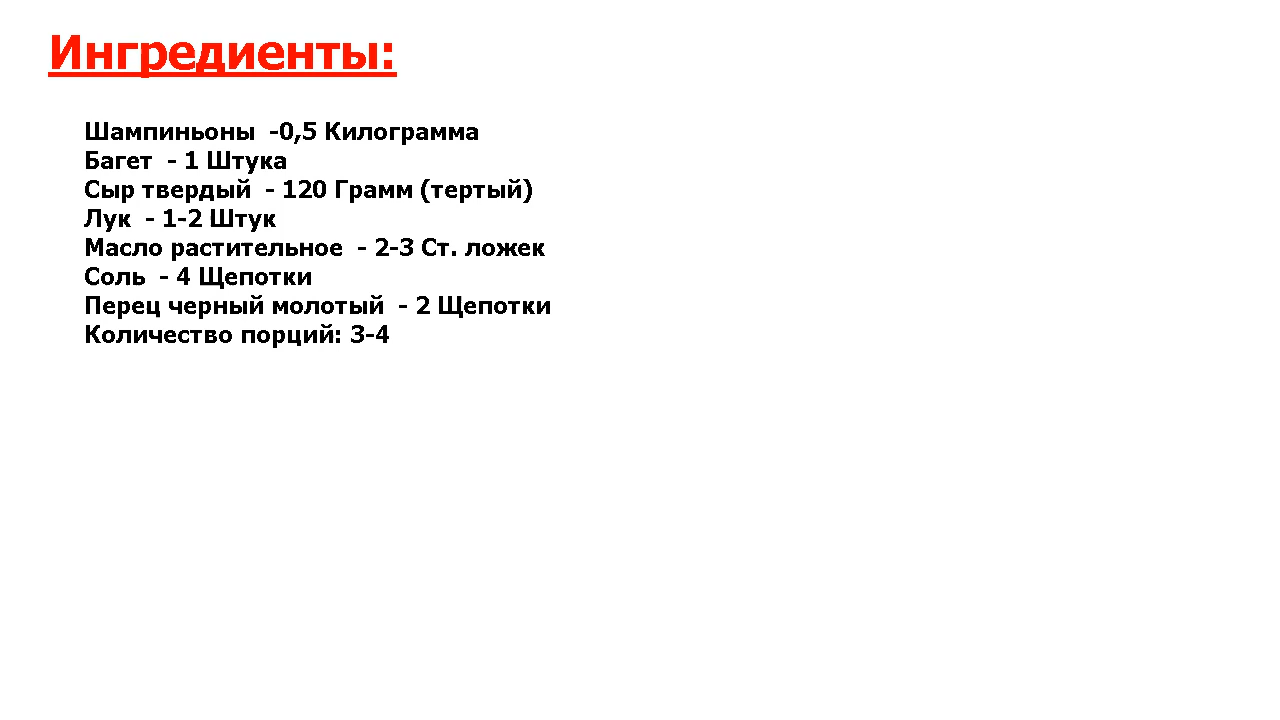 Ингредиенты:
Шампиньоны -0,5 Килограмма
Багет - 1 Штука
Сыр твердый - 120 Грамм (тертый)
Лук - 1-2 Штук
Масло растительное - 2-3 Ст. ложек
Соль - 4 Щепотки
Перец черный молотый - 2 Щепотки
Количество порций: 3-4